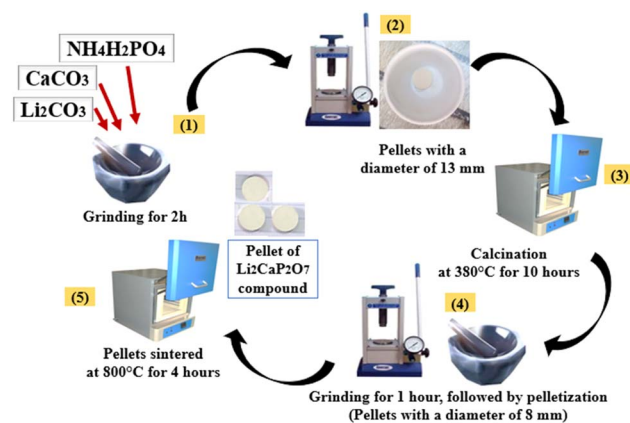 NH4H2PO4
CaCO3
Li2CO3
(1)
Grinding for 2h
(2)
Pellets with a
diameter of 13 mm
(3)
Calcination
at 380°C for 10 hours
(4)
Grinding for 1 hour, followed by pelletization
(Pellets with a diameter of 8 mm)
(5)
Pellets sintered
at 800°C for 4 hours
Pellet of
Li2CaP2O7
compound